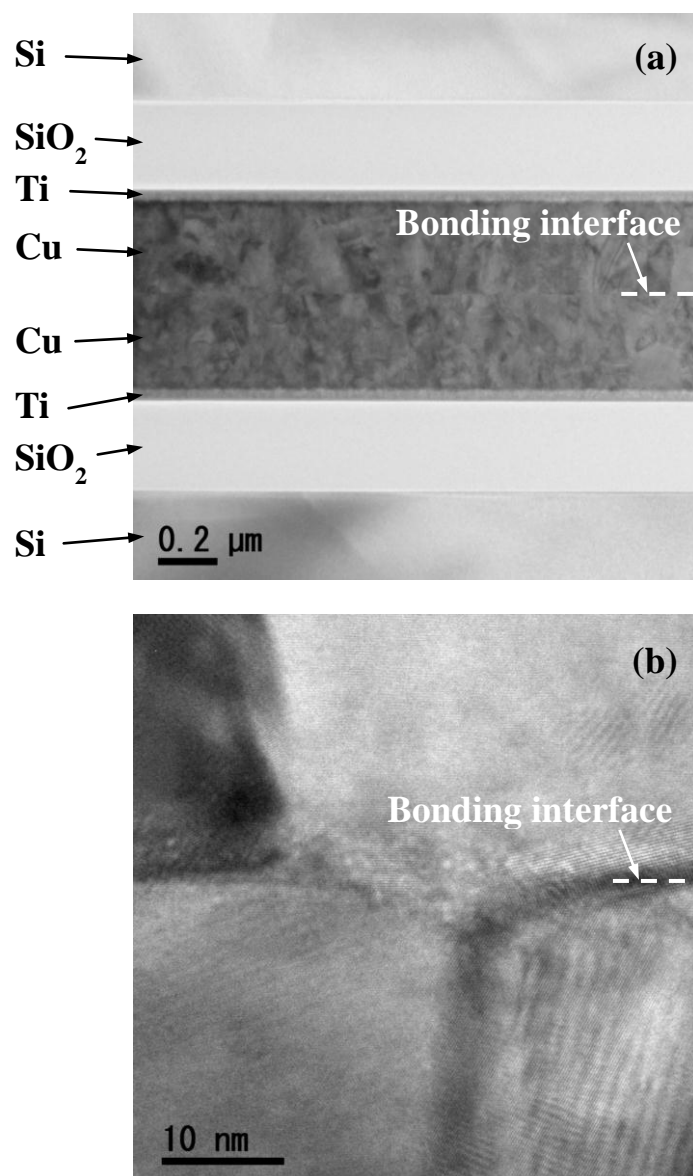 Si
(a)
SiO₂
Ti
Bonding interface
Cu
Cu
Ti
SiO₂
Si
0.2 µm
(b)
Bonding interface
10 nm